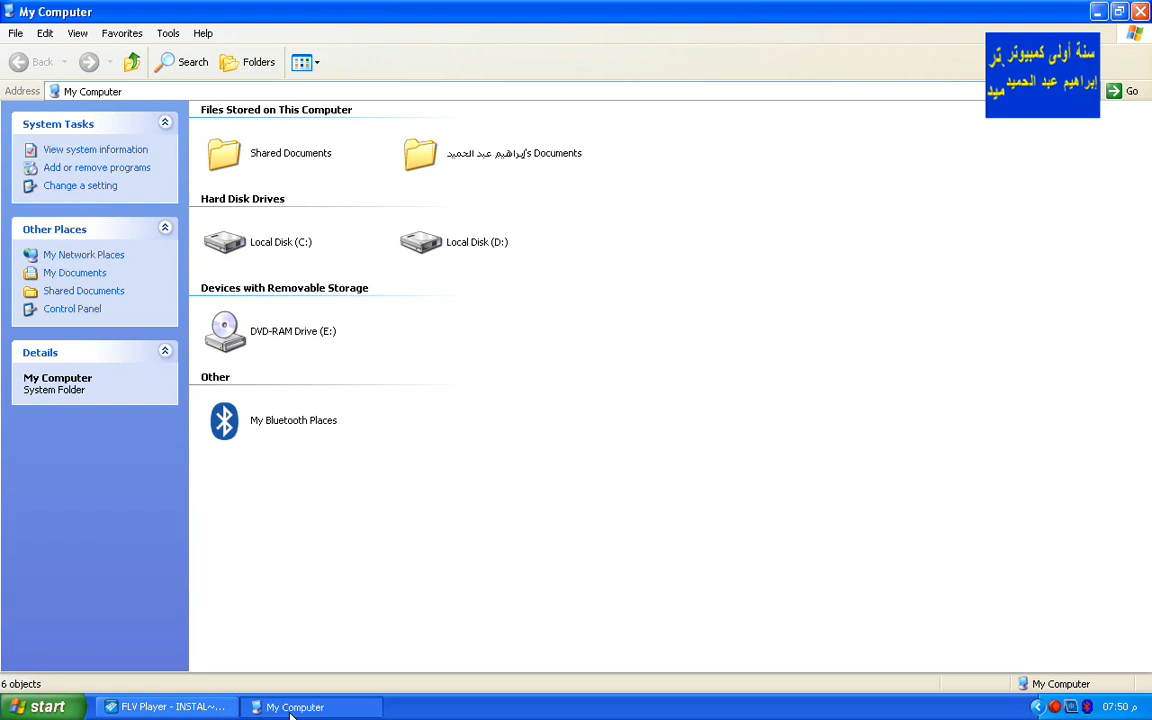 My Computer
File Edit View Favorites Tools Help
Back Search Folders
Address My Computer Go
سنة أولى كمبيوتر
إبراهيم عبد الحميد
System Tasks
View system information
Add or remove programs
Change a setting
Other Places
My Network Places
My Documents
Shared Documents
Control Panel
Details
My Computer
System Folder
Files Stored on This Computer
Shared Documents
إبراهيم عبد الحميد's Documents
Hard Disk Drives
Local Disk (C:)
Local Disk (D:)
Devices with Removable Storage
DVD-RAM Drive (E:)
Other
My Bluetooth Places
6 objects
My Computer
start
FLV Player - INSTAL~...
My Computer
07:50 م